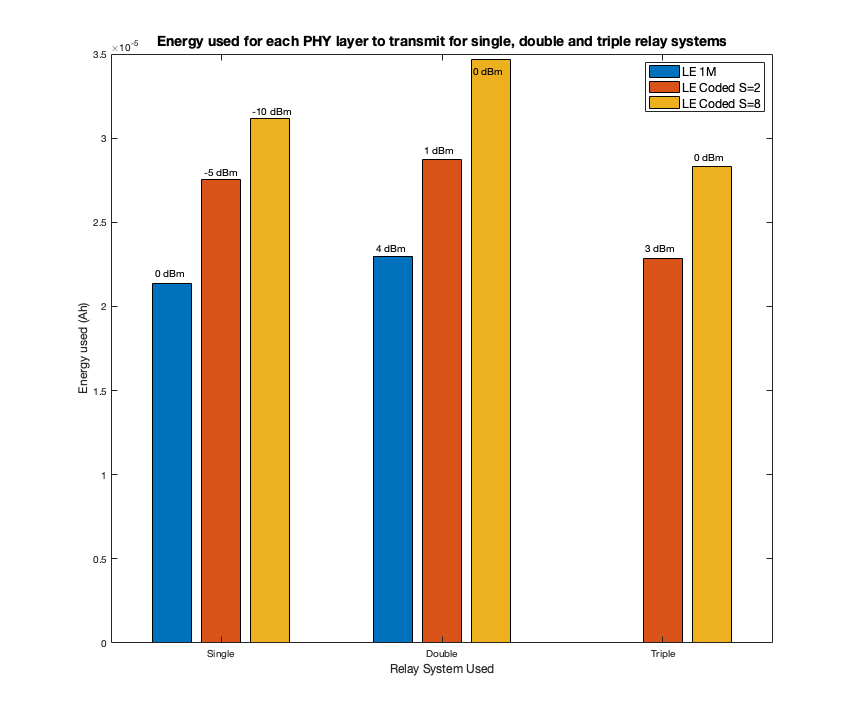 Energy used for each PHY layer to transmit for single, double and triple relay systems
×10-5
3.5
3
2.5
2
1.5
1
0.5
0
Energy used (Ah)
0 dBm
-5 dBm
-10 dBm
4 dBm
1 dBm
0 dBm
3 dBm
0 dBm
LE 1M
LE Coded S=2
LE Coded S=8
Single
Double
Triple
Relay System Used